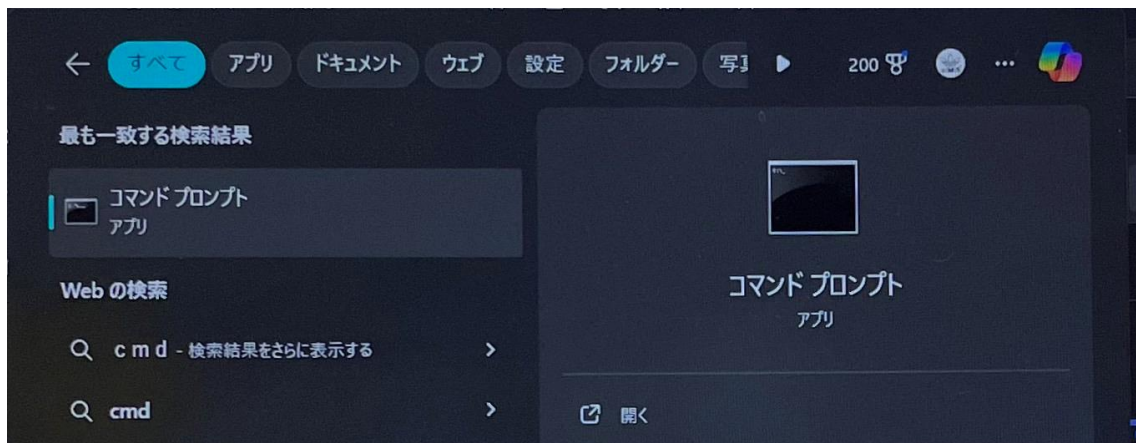 すべて アプリ ドキュメント ウェブ 設定 フォルダー 写真 200
最も一致する検索結果
コマンド プロンプト
アプリ
Web の検索
ｃｍｄ - 検索結果をさらに表示する
cmd
コマンド プロンプト
アプリ
開く